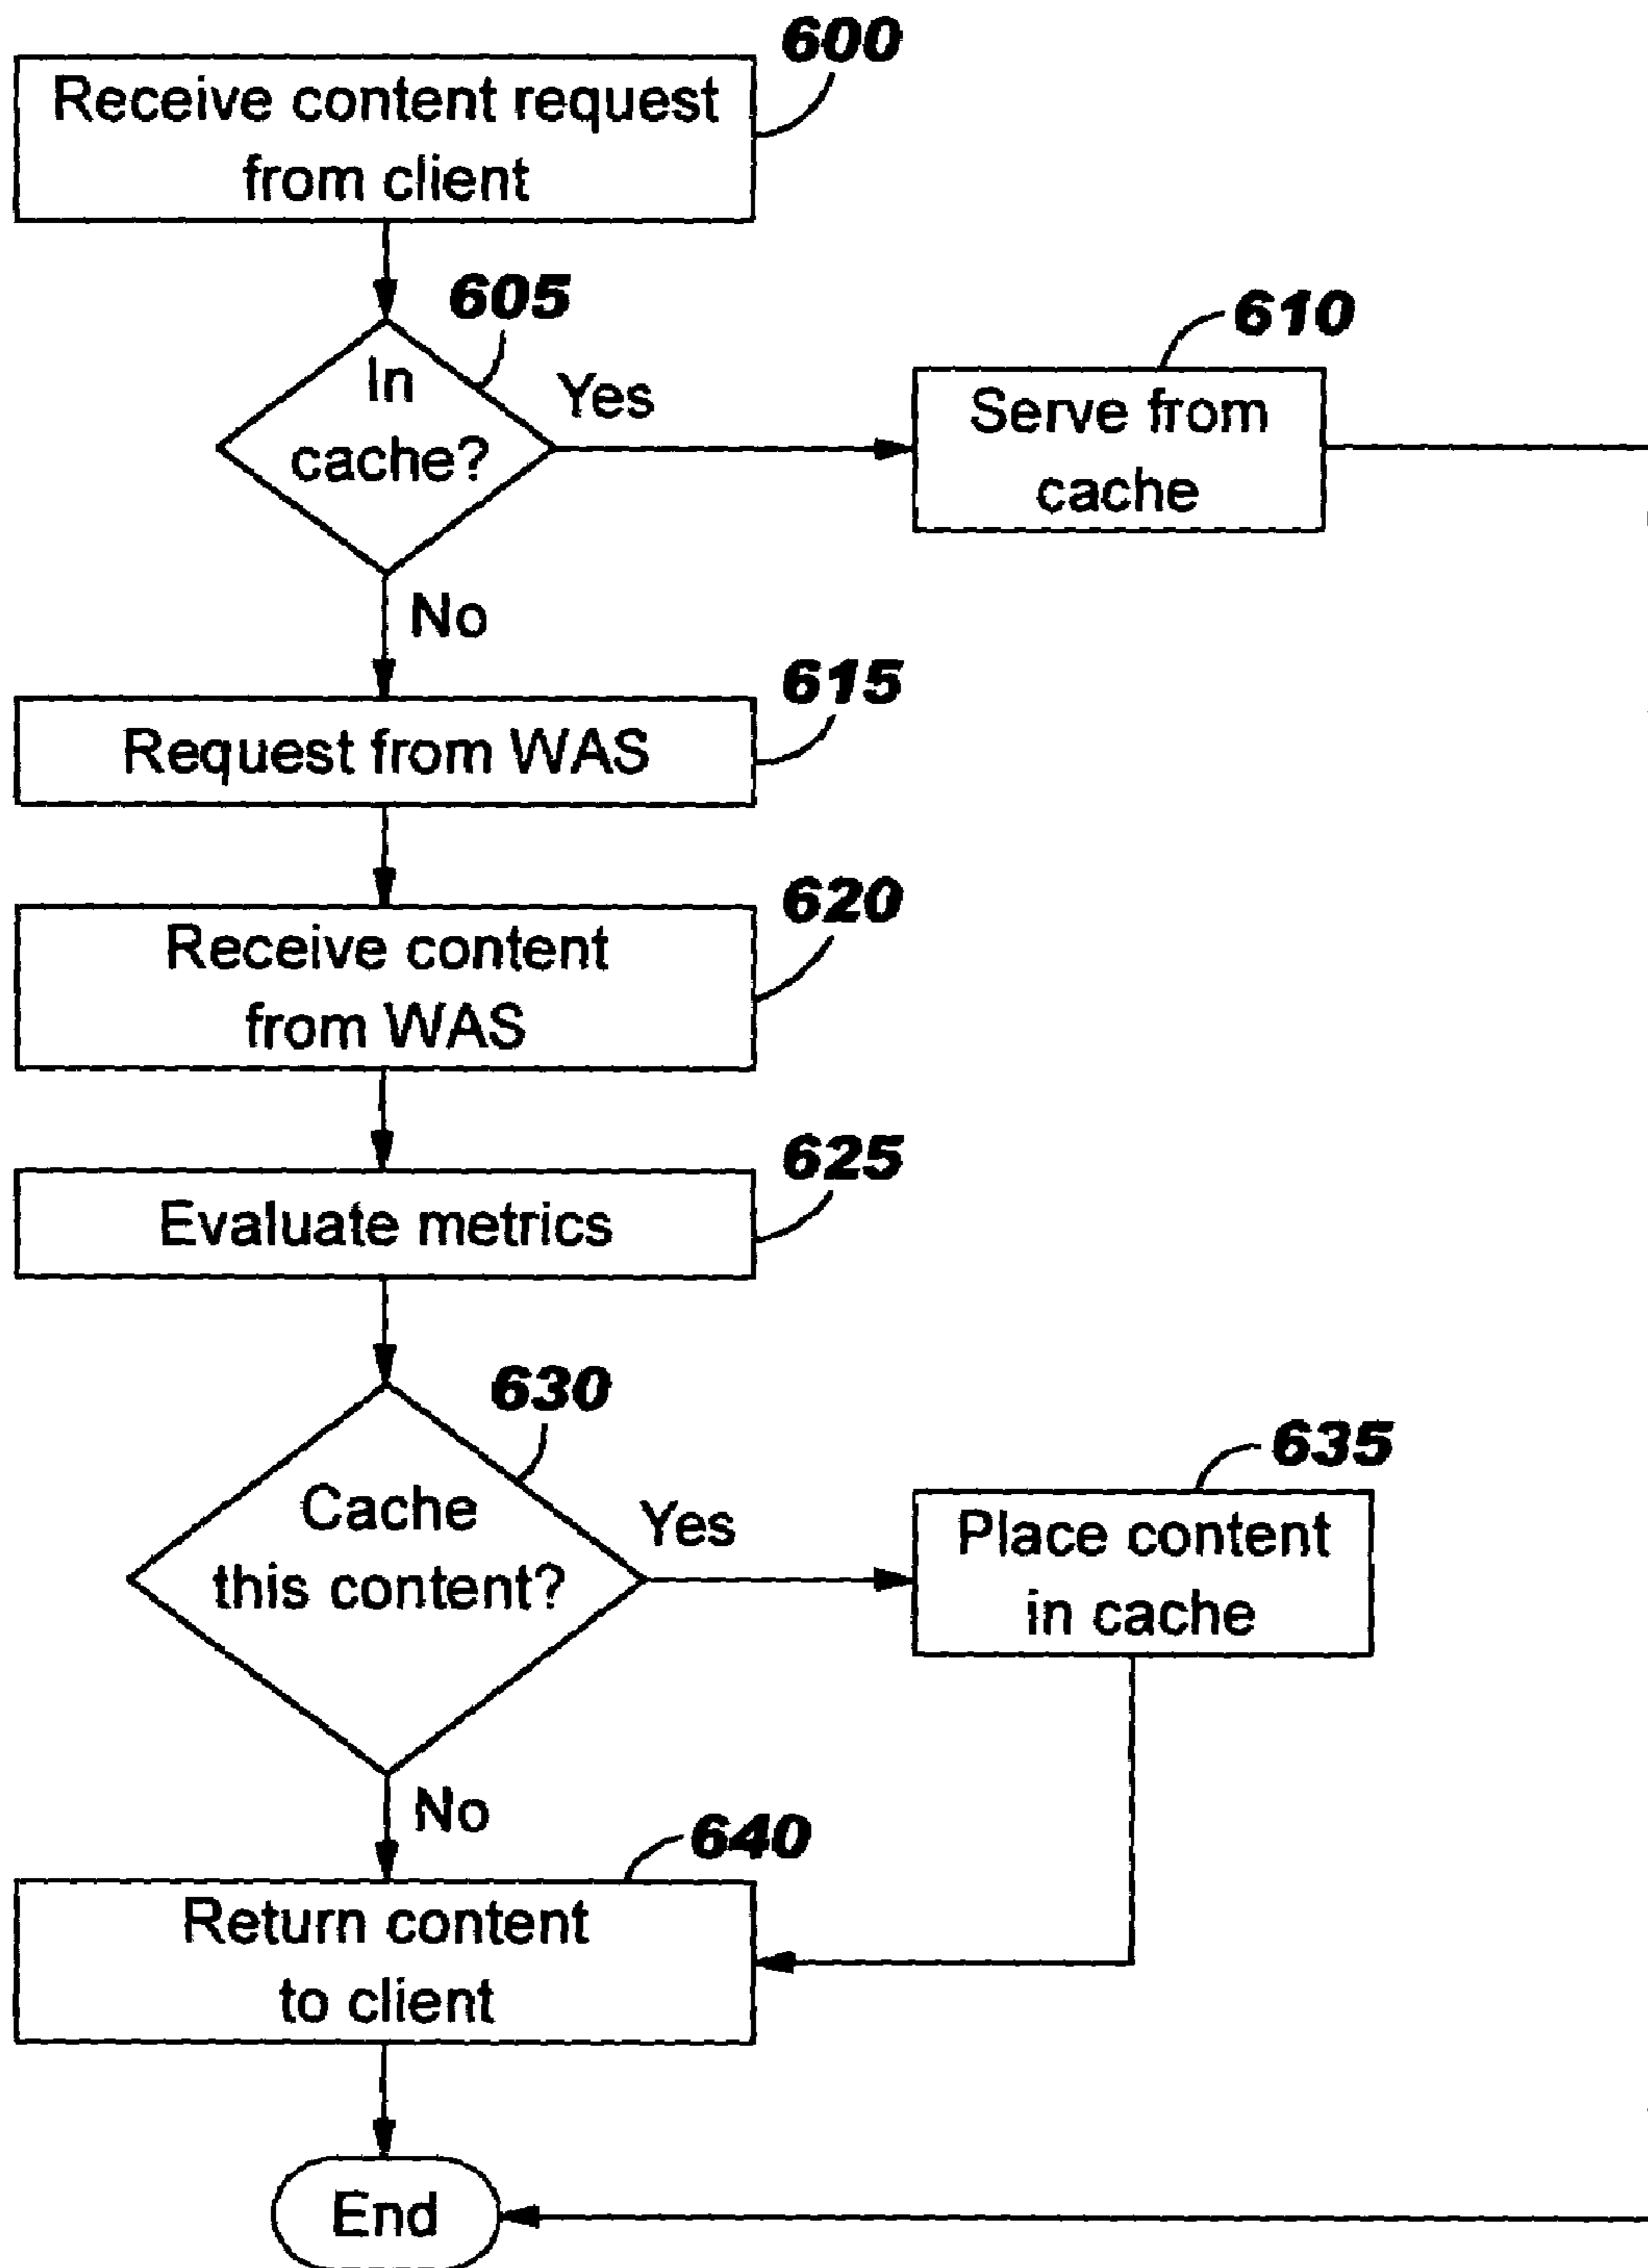 600
Receive content request
from client
605
In
cache?
Yes
610
Serve from
cache
No
615
Request from WAS
620
Receive content
from WAS
625
Evaluate metrics
630
Cache
this content?
Yes
635
Place content
in cache
No
640
Return content
to client
End